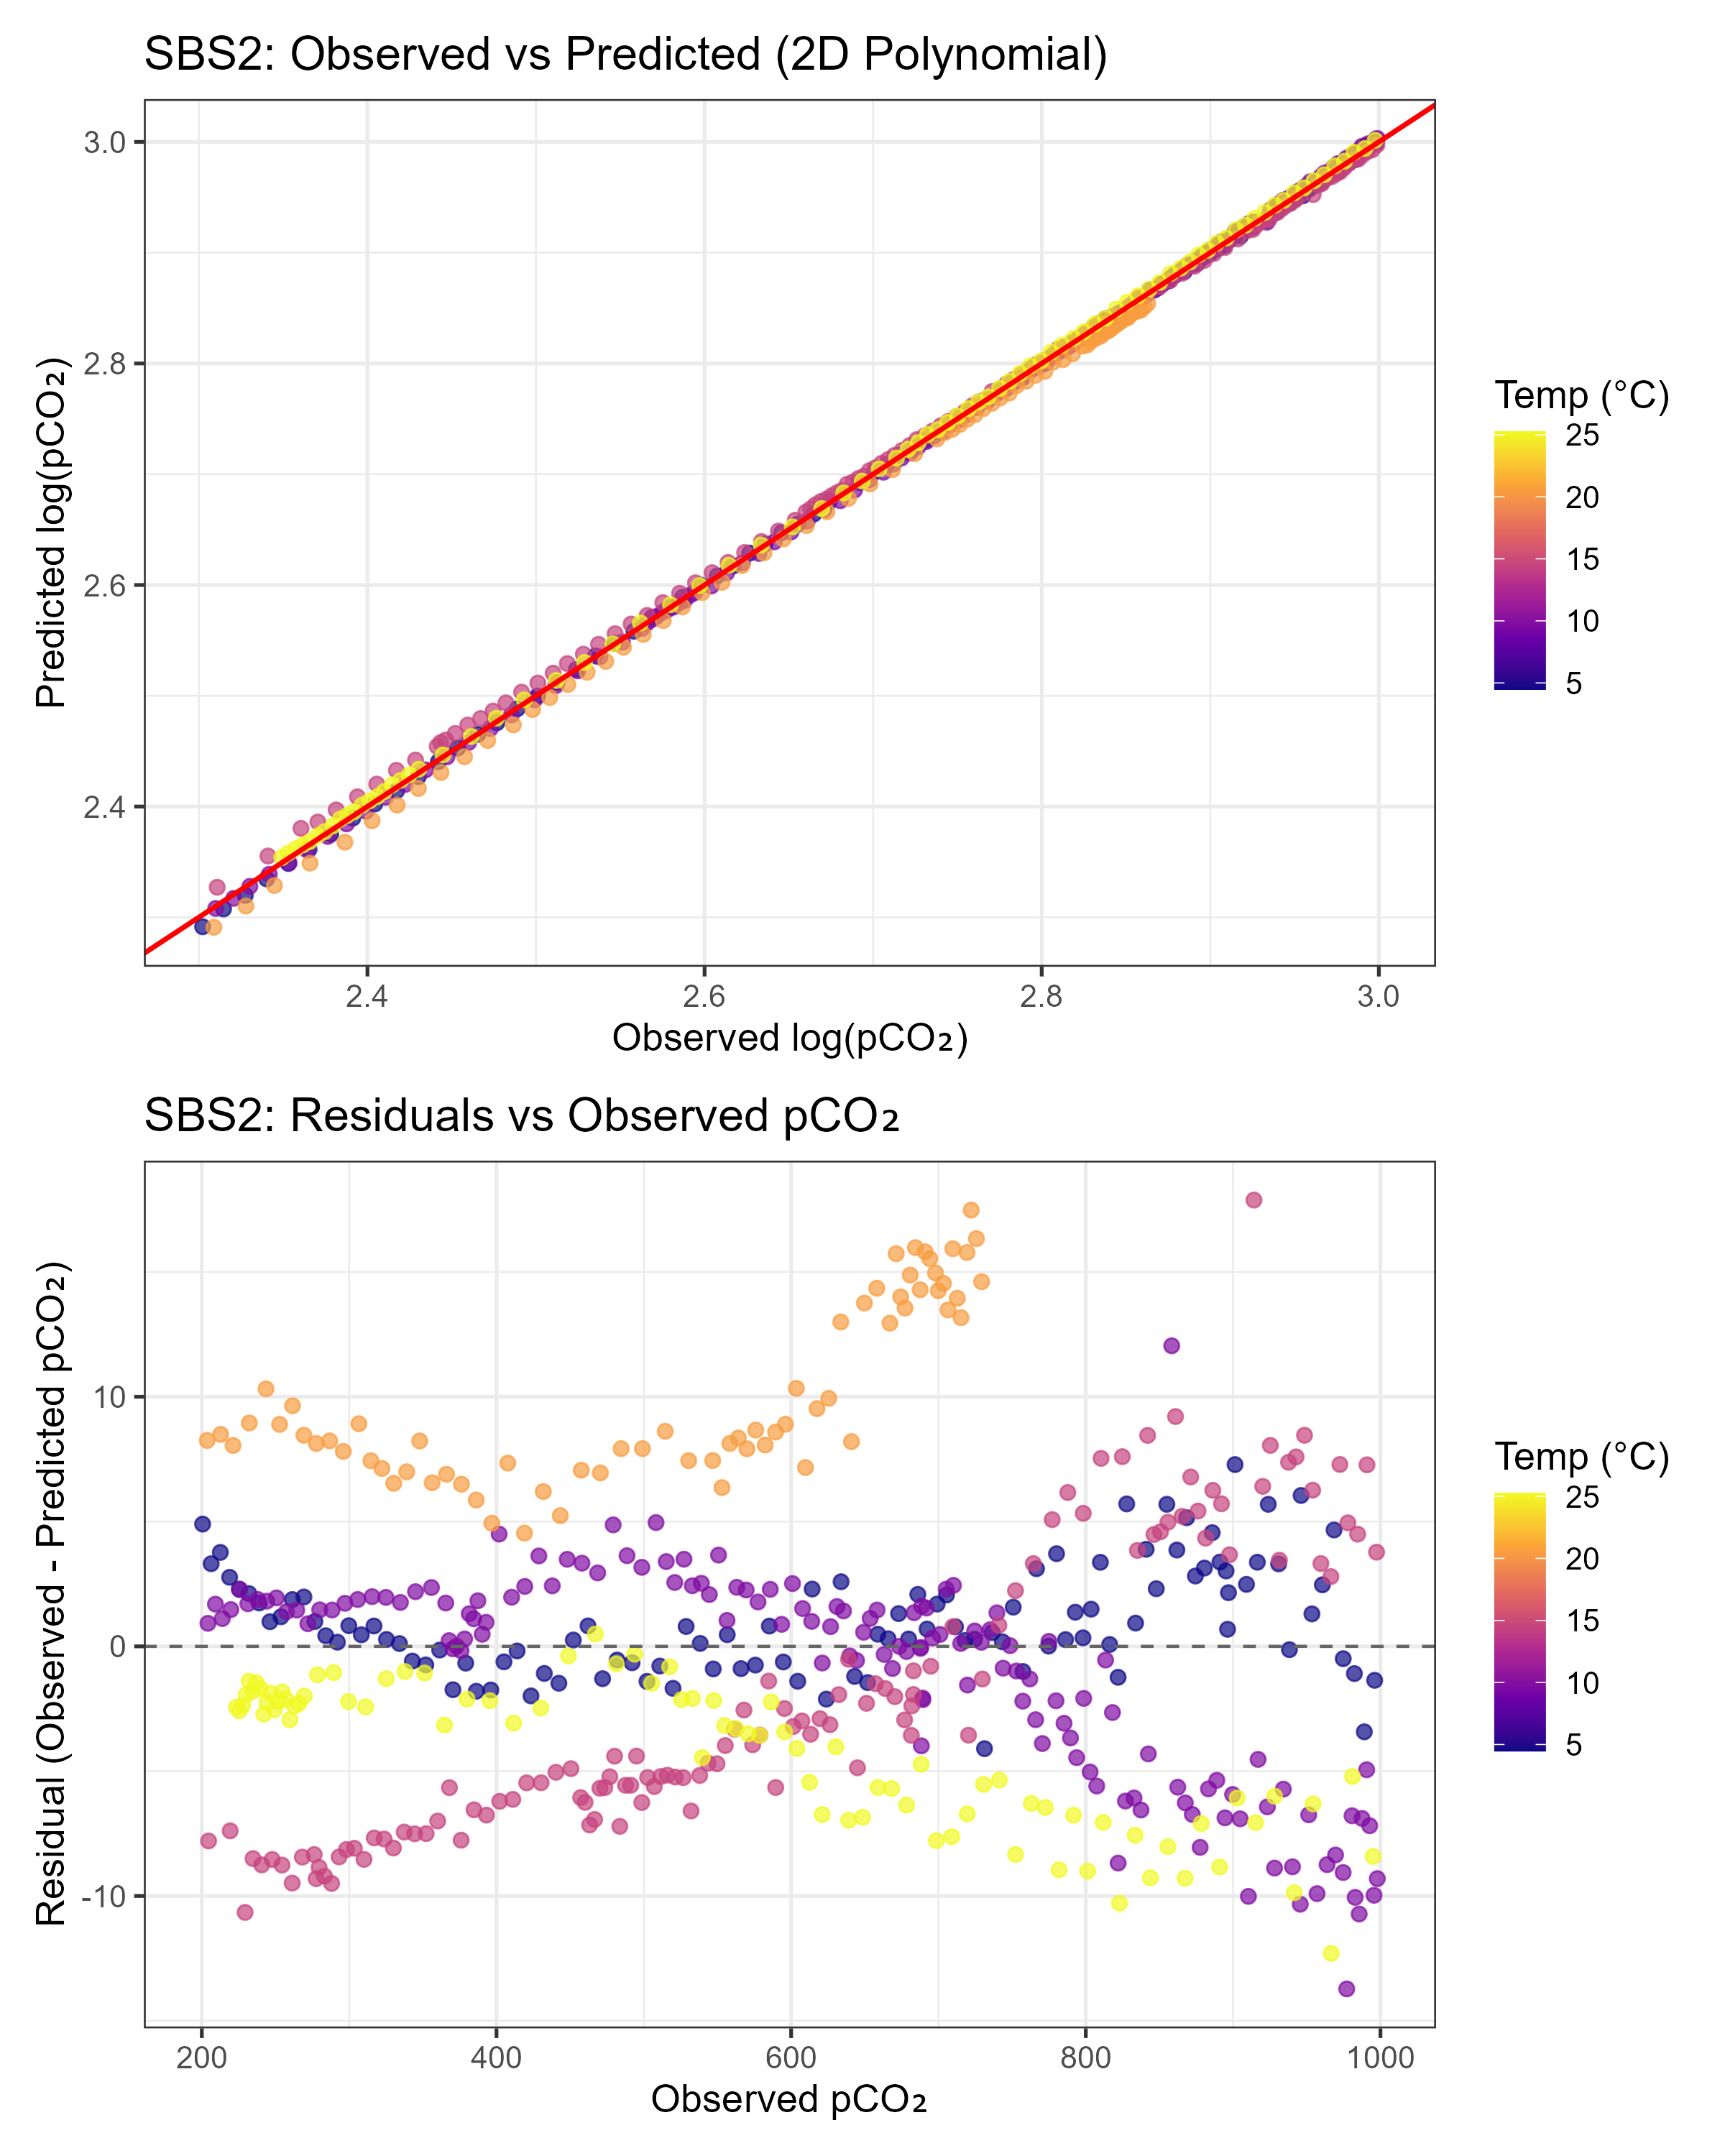 SBS2: Observed vs Predicted (2D Polynomial)
3.0
2.8
2.6
2.4
Predicted log(pCO₂)
2.4 2.6 2.8 3.0
Observed log(pCO₂)
Temp (°C)
25
20
15
10
5
SBS2: Residuals vs Observed pCO₂
10
0
-10
Residual (Observed - Predicted pCO₂)
200 400 600 800 1000
Observed pCO₂
Temp (°C)
25
20
15
10
5